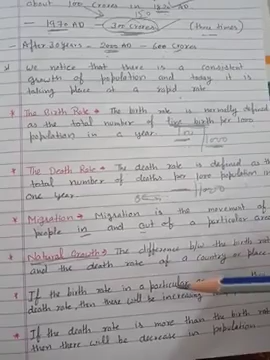 about 100 crores in 1830 AD
150
- 1970 AD - 300 crores (three times)
- After 30 years - 2000 AD - 600 crores
* We notice that there is a consistent
growth of population and today it is
taking place at a rapid rate
* The Birth Rate → The birth rate is normally defined
as the total number of live birth per 1000
population in a year.
1000
* The Death Rate → The death rate is defined as the
total number of deaths per 1000 population in
one year.
1000
* Migration → Migration is the movement of
people in and out of a particular area
* Natural Growth → The difference b/w the birth rate
and the death rate of a country or place
* If the birth rate in a particular
death rate, then there will be increasing
* If the death rate is more than the birth rate
then there will be decrease in population.